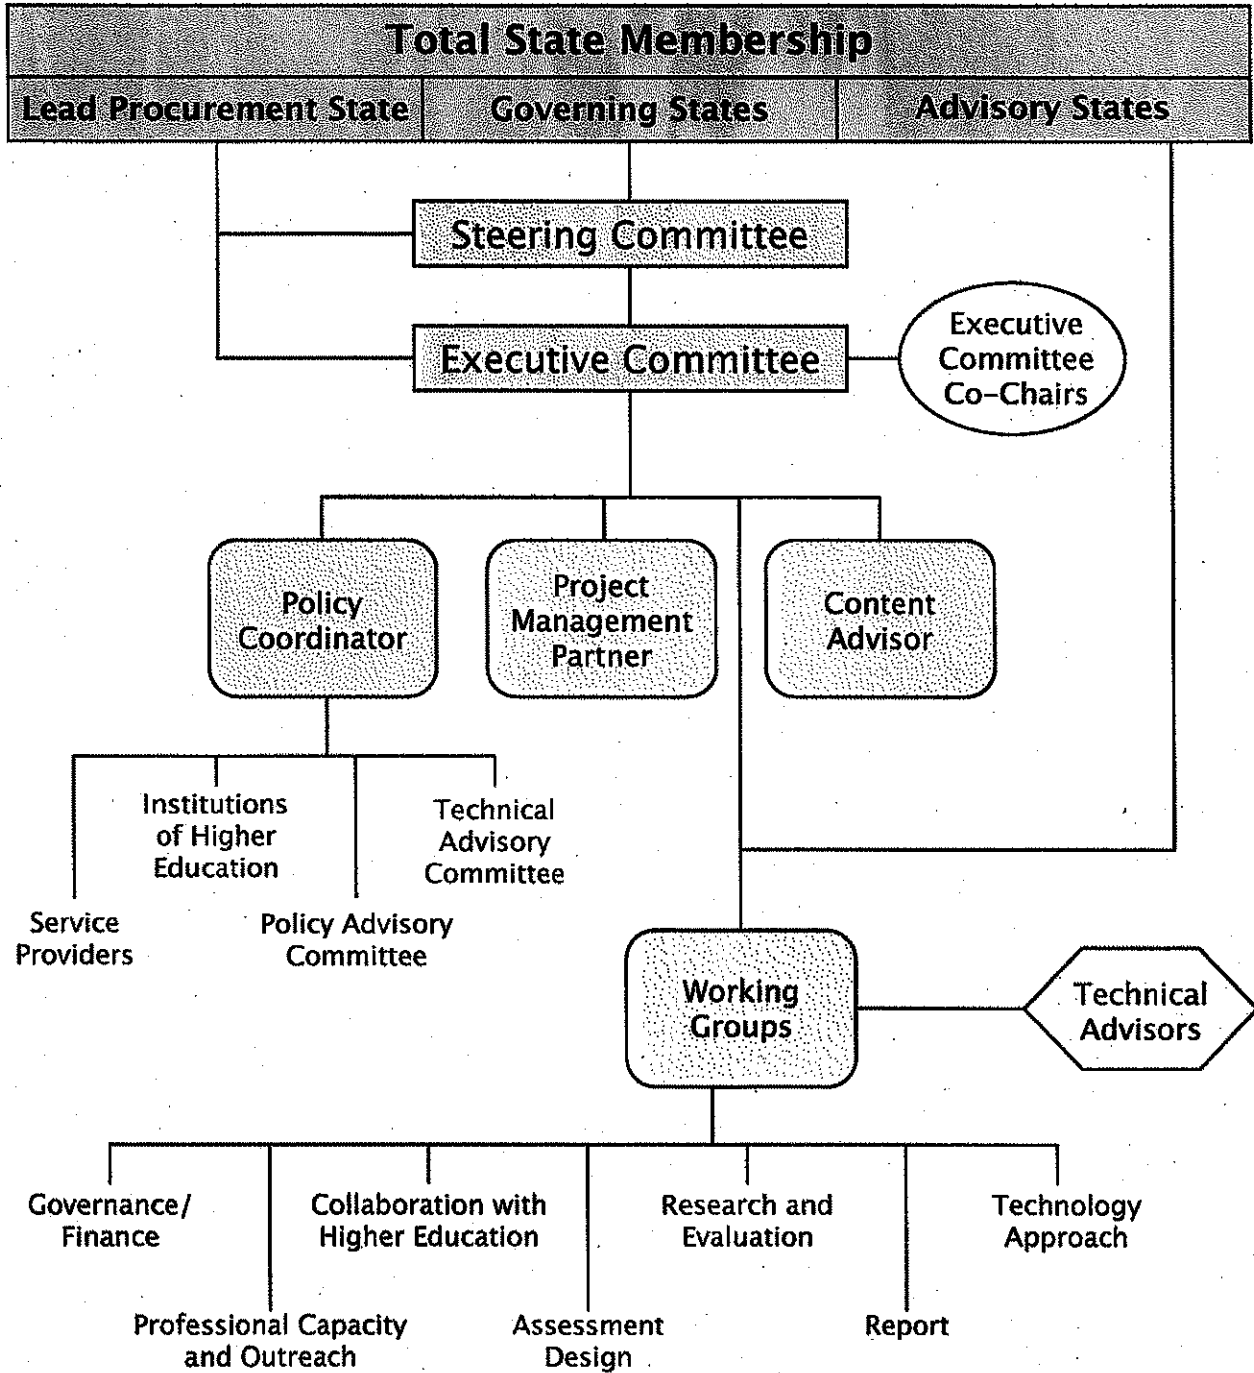 Total State Membership
Lead Procurement State
Governing States
Advisory States
Steering Committee
Executive Committee
Executive
Committee
Co-Chairs
Policy
Coordinator
Project
Management
Partner
Content
Advisor
Institutions
of Higher
Education
Technical
Advisory
Committee
Service
Providers
Policy Advisory
Committee
Working
Groups
Technical
Advisors
Governance/
Finance
Collaboration with
Higher Education
Research and
Evaluation
Technology
Approach
Professional Capacity
and Outreach
Assessment
Design
Report